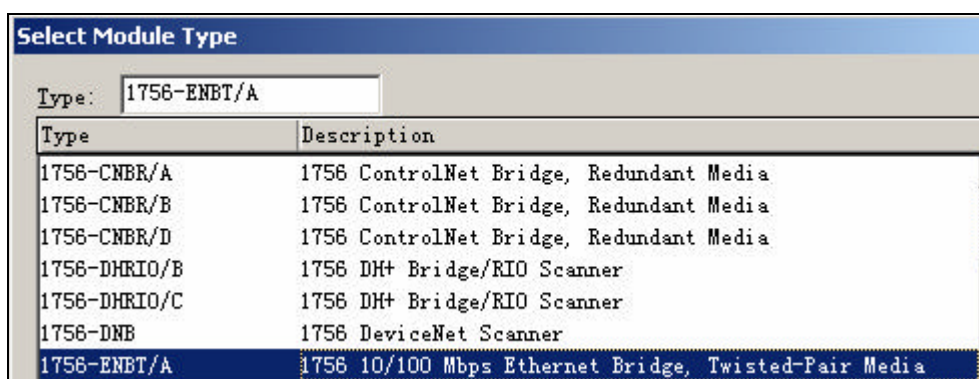 Select Module Type
Type: 1756-ENBT/A
Type Description
1756-CNBR/A 1756 ControlNet Bridge, Redundant Media
1756-CNBR/B 1756 ControlNet Bridge, Redundant Media
1756-CNBR/D 1756 ControlNet Bridge, Redundant Media
1756-DHRIO/B 1756 DH+ Bridge/RIO Scanner
1756-DHRIO/C 1756 DH+ Bridge/RIO Scanner
1756-DNB 1756 DeviceNet Scanner
1756-ENBT/A 1756 10/100 Mbps Ethernet Bridge, Twisted-Pair Media